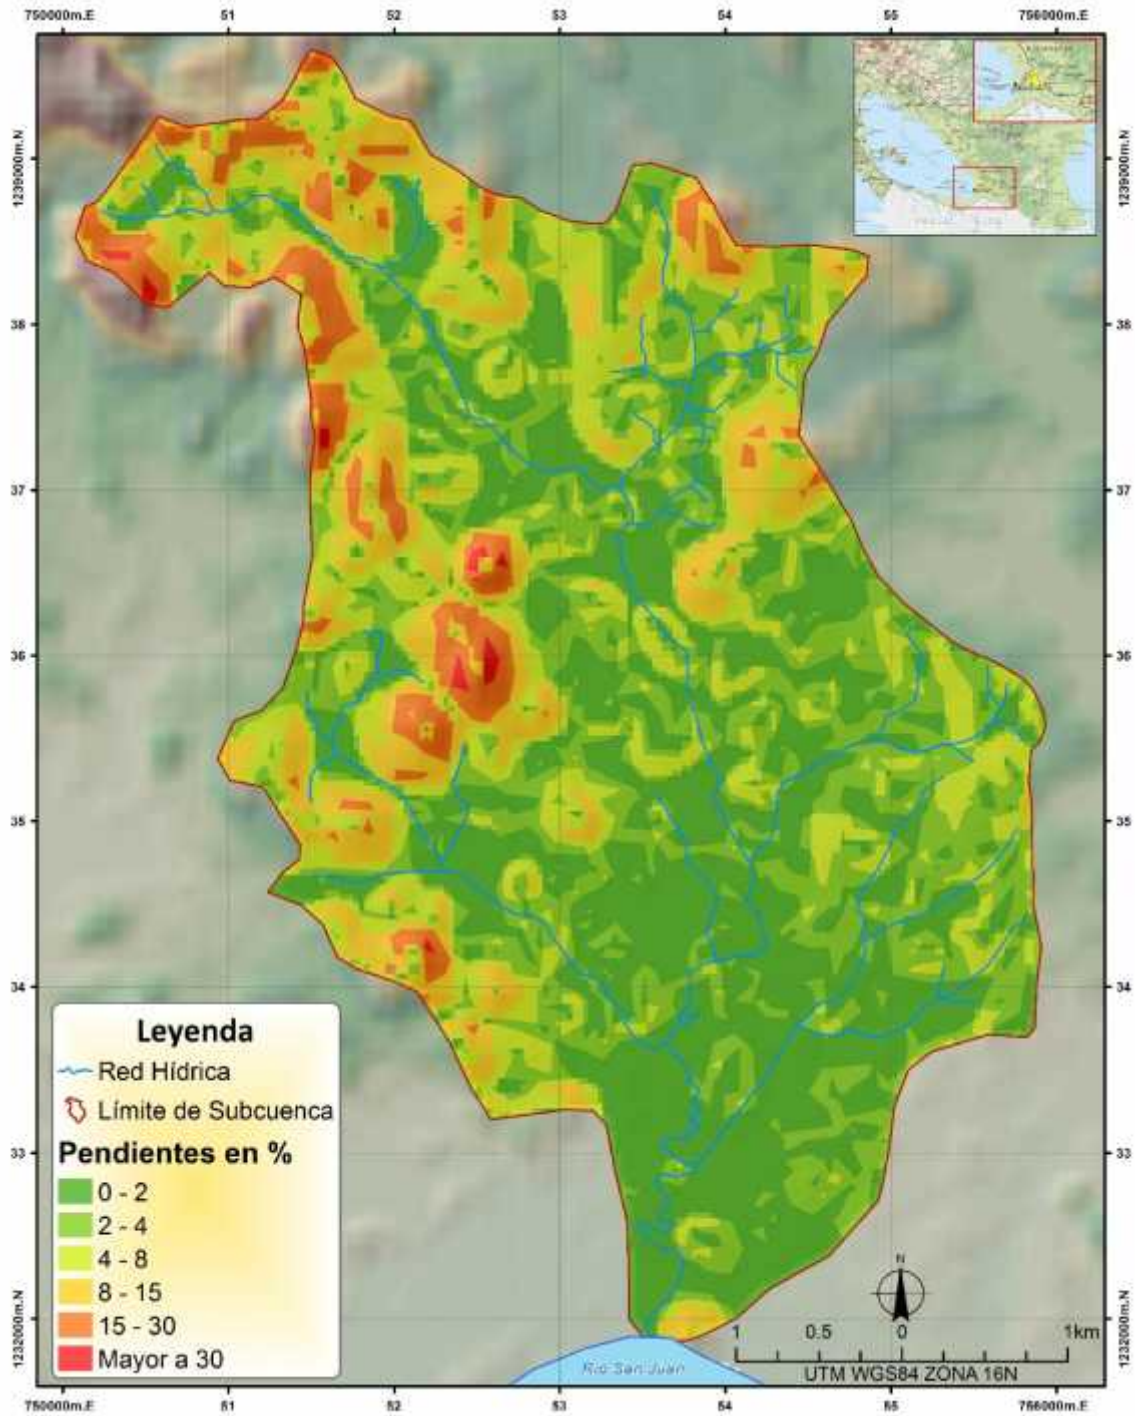 750000m.E 51 52 53 54 55 756000m.E
1239000m.N 1239000m.N
38 38
37 37
36 36
35 35
34 34
33 33
1232000m.N 1232000m.N
Leyenda
Red Hídrica
Límite de Subcuenca
Pendientes en %
0 - 2
2 - 4
4 - 8
8 - 15
15 - 30
Mayor a 30
N
1 0.5 0 1km
UTM WGS84 ZONA 16N
Rio San Juan
750000m.E 51 52 53 54 55 756000m.E